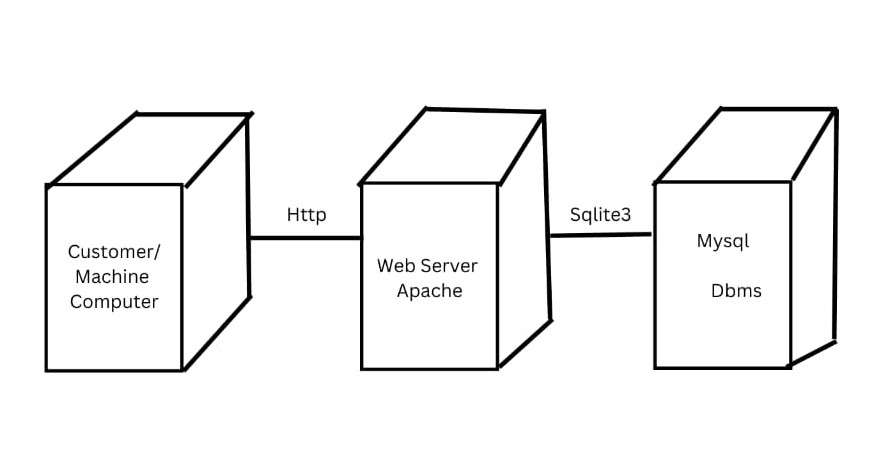 Customer/
Machine
Computer
Http
Web Server
Apache
Sqlite3
Mysql
Dbms